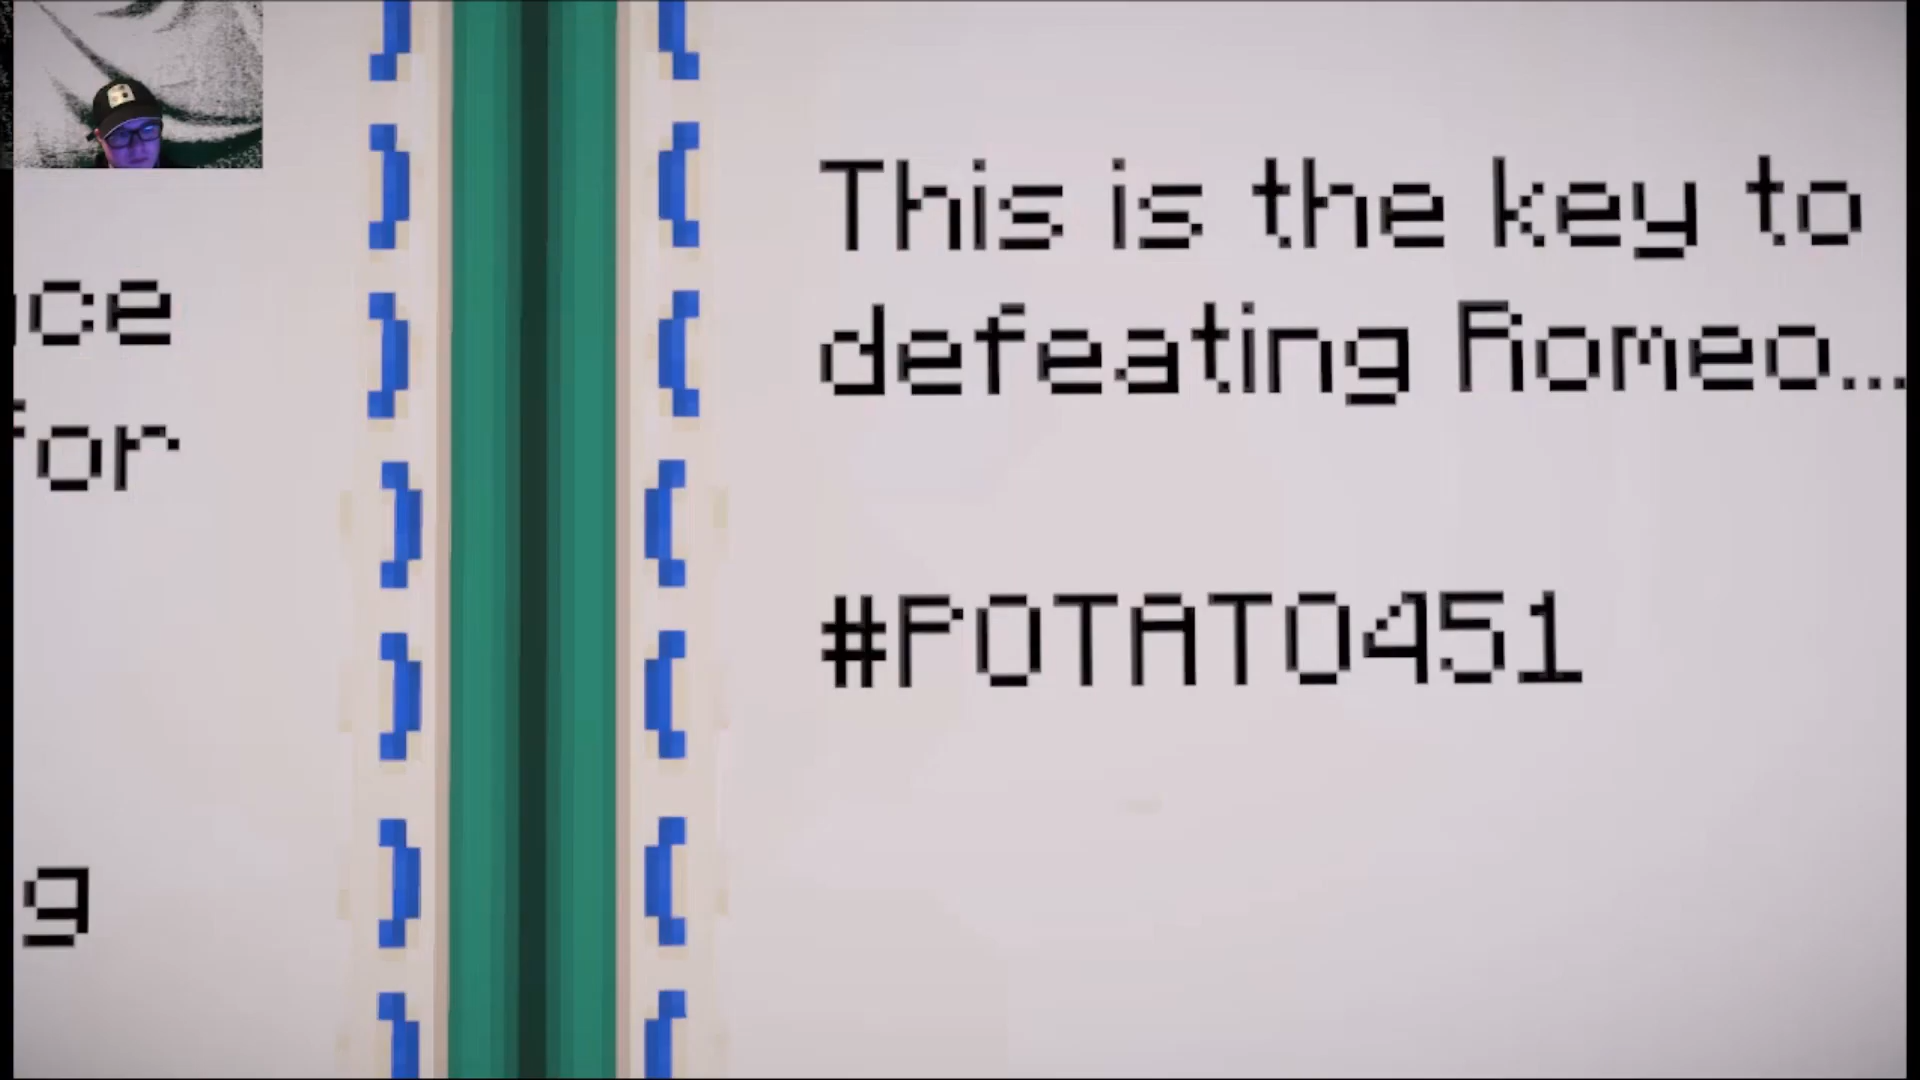 ce
for
g
This is the key to
defeating Romeo...
#POTATO451